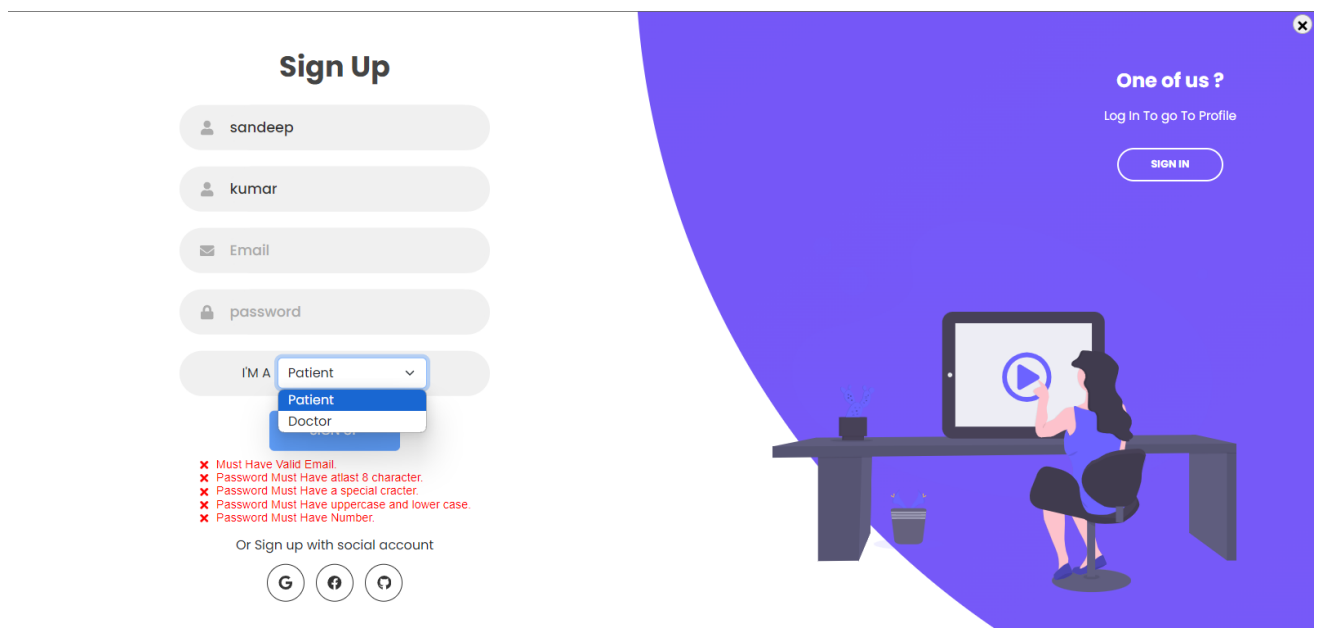 Sign Up
sandeep
kumar
Email
password
I'M A Patient
Patient
Doctor
Must Have Valid Email.
Password Must Have atlast 8 character.
Password Must Have a special cracter.
Password Must Have uppercase and lower case.
Password Must Have Number.
Or Sign up with social account
G
One of us ?
Log In To go To Profile
SIGN IN